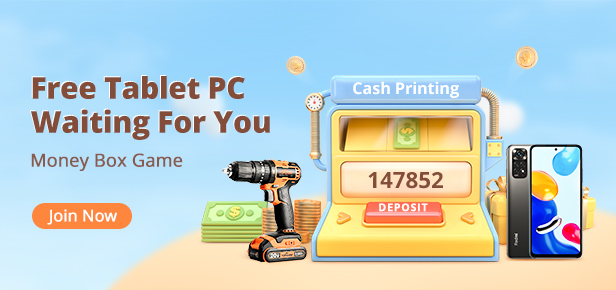 Free Tablet PC
Waiting For You
Money Box Game
Join Now
Cash Printing
147852
DEPOSIT